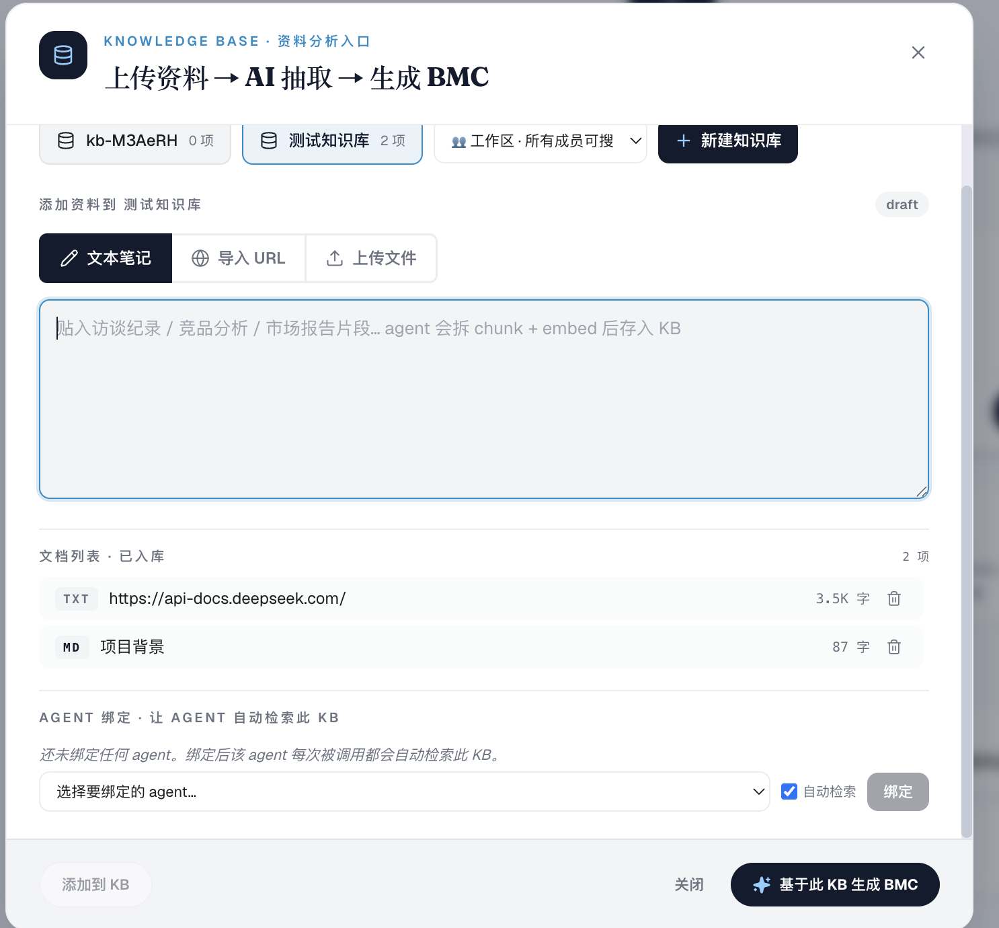 KNOWLEDGE BASE · 资料分析入口
上传资料 → AI 抽取 → 生成 BMC
kb-M3AeRH 0 项
测试知识库 2 项
👥 工作区 · 所有成员可搜
+ 新建知识库
添加资料到 测试知识库
draft
文本笔记
导入 URL
上传文件
贴入访谈纪录 / 竞品分析 / 市场报告片段... agent 会拆 chunk + embed 后存入 KB
文档列表 · 已入库
2 项
TXT https://api-docs.deepseek.com/ 3.5K 字
MD 项目背景 87 字
AGENT 绑定 · 让 AGENT 自动检索此 KB
还未绑定任何 agent。绑定后该 agent 每次被调用都会自动检索此 KB。
选择要绑定的 agent...
自动检索
绑定
添加到 KB
关闭
基于此 KB 生成 BMC